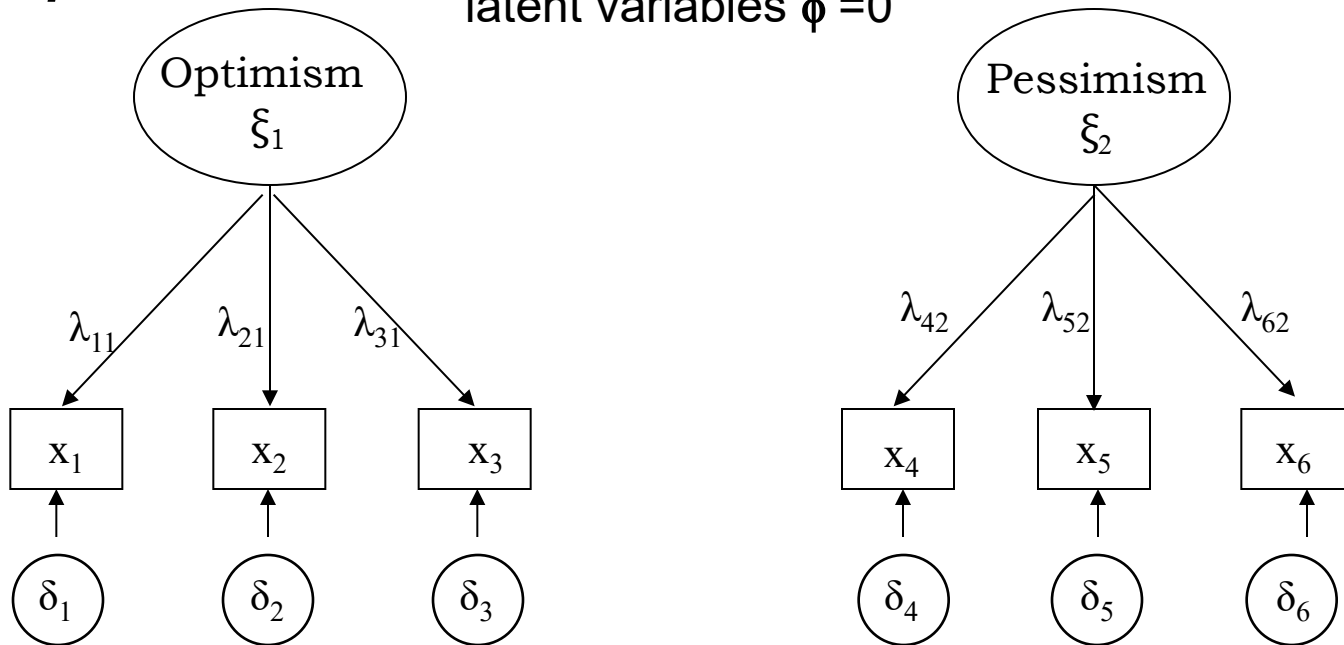 latent variables ϕ =0
Optimism
ξ₁
Pessimism
ξ₂
λ₁₁
λ₂₁
λ₃₁
λ₄₂
λ₅₂
λ₆₂
x₁
x₂
x₃
x₄
x₅
x₆
δ₁
δ₂
δ₃
δ₄
δ₅
δ₆